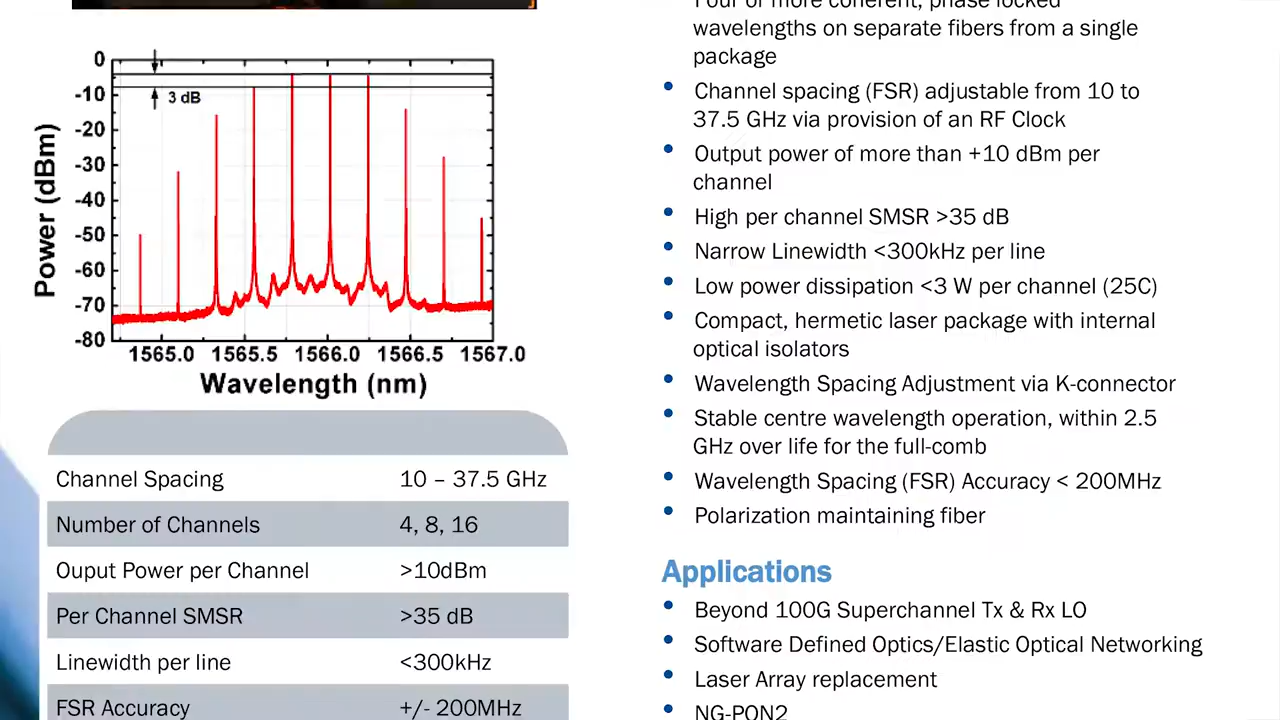 0
-10
-20
-30
-40
-50
-60
-70
-80
3 dB
Power (dBm)
1565.0 1565.5 1566.0 1566.5 1567.0
Wavelength (nm)
Channel Spacing 10 – 37.5 GHz
Number of Channels 4, 8, 16
Ouput Power per Channel >10dBm
Per Channel SMSR >35 dB
Linewidth per line <300kHz
FSR Accuracy +/- 200MHz
Four or more coherent, phase locked
wavelengths on separate fibers from a single
package
• Channel spacing (FSR) adjustable from 10 to
37.5 GHz via provision of an RF Clock
• Output power of more than +10 dBm per
channel
• High per channel SMSR >35 dB
• Narrow Linewidth <300kHz per line
• Low power dissipation <3 W per channel (25C)
• Compact, hermetic laser package with internal
optical isolators
• Wavelength Spacing Adjustment via K-connector
• Stable centre wavelength operation, within 2.5
GHz over life for the full-comb
• Wavelength Spacing (FSR) Accuracy < 200MHz
• Polarization maintaining fiber
Applications
• Beyond 100G Superchannel Tx & Rx LO
• Software Defined Optics/Elastic Optical Networking
• Laser Array replacement
• NG-PON2